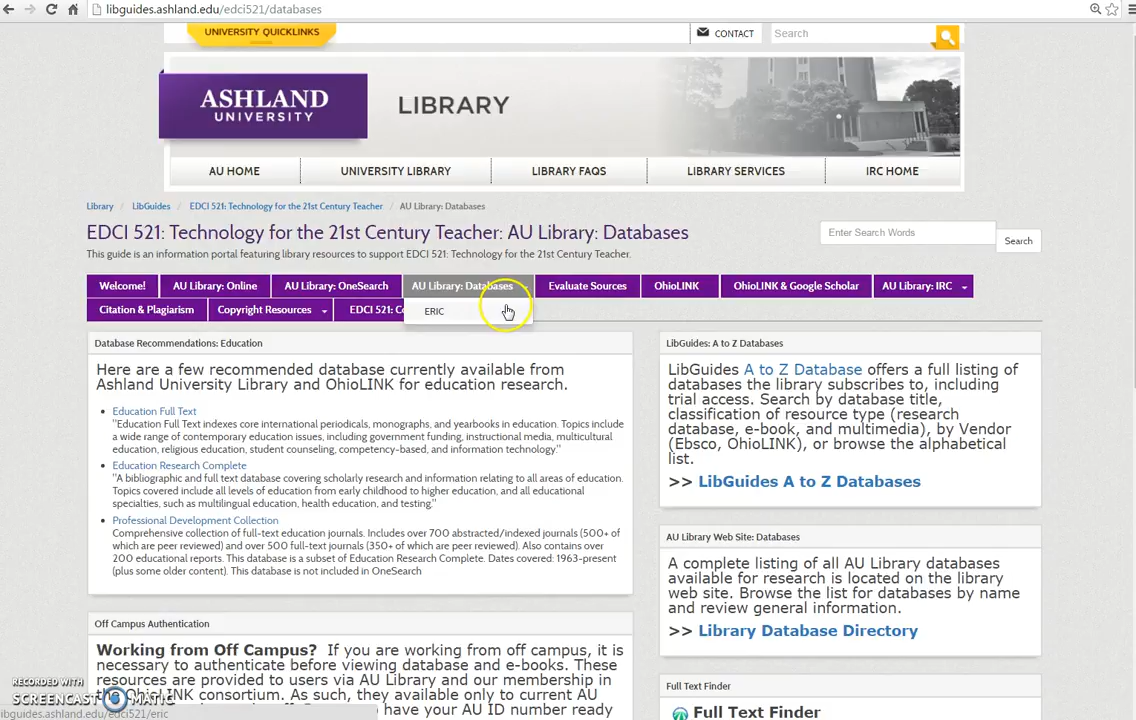 libguides.ashland.edu/edci521/databases
UNIVERSITY QUICKLINKS
CONTACT
Search
ASHLAND
UNIVERSITY
LIBRARY
AU HOME
UNIVERSITY LIBRARY
LIBRARY FAQS
LIBRARY SERVICES
IRC HOME
Library / LibGuides / EDCI 521: Technology for the 21st Century Teacher / AU Library: Databases
EDCI 521: Technology for the 21st Century Teacher: AU Library: Databases
Enter Search Words
Search
This guide is an information portal featuring library resources to support EDCI 521: Technology for the 21st Century Teacher.
Welcome!
AU Library: Online
AU Library: OneSearch
AU Library: Databases
Evaluate Sources
OhioLINK
OhioLINK & Google Scholar
AU Library: IRC
Citation & Plagiarism
Copyright Resources
EDCI 521:
ERIC
Database Recommendations: Education
Here are a few recommended database currently available from
Ashland University Library and OhioLINK for education research.
Education Full Text
"Education Full Text indexes core international periodicals, monographs, and yearbooks in education. Topics include
a wide range of contemporary education issues, including government funding, instructional media, multicultural
education, religious education, student counseling, competency-based, and information technology."
Education Research Complete
"A bibliographic and full text database covering scholarly research and information relating to all areas of education.
Topics covered include all levels of education from early childhood to higher education, and all educational
specialties, such as multilingual education, health education, and testing."
Professional Development Collection
Comprehensive collection of full-text education journals. Includes over 700 abstracted/indexed journals (500+ of
which are peer reviewed) and over 500 full-text journals (350+ of which are peer reviewed). Also contains over
200 educational reports. This database is a subset of Education Research Complete. Dates covered: 1963-present
(plus some older content). This database is not included in OneSearch
Off Campus Authentication
Working from Off Campus? If you are working from off campus, it is
necessary to authenticate before viewing database and e-books. These
resources are provided to users via AU Library and our membership in
the OhioLINK consortium. As such, they available only to current AU
have your AU ID number ready
LibGuides: A to Z Databases
LibGuides A to Z Database offers a full listing of
databases the library subscribes to, including
trial access. Search by database title,
classification of resource type (research
database, e-book, and multimedia), by Vendor
(Ebsco, OhioLINK), or browse the alphabetical
list.
>> LibGuides A to Z Databases
AU Library Web Site: Databases
A complete listing of all AU Library databases
available for research is located on the library
web site. Browse the list for databases by name
and review general information.
>> Library Database Directory
Full Text Finder
Full Text Finder
RECORDED WITH
SCREENCAST MATIC
libguides.ashland.edu/edci521/eric